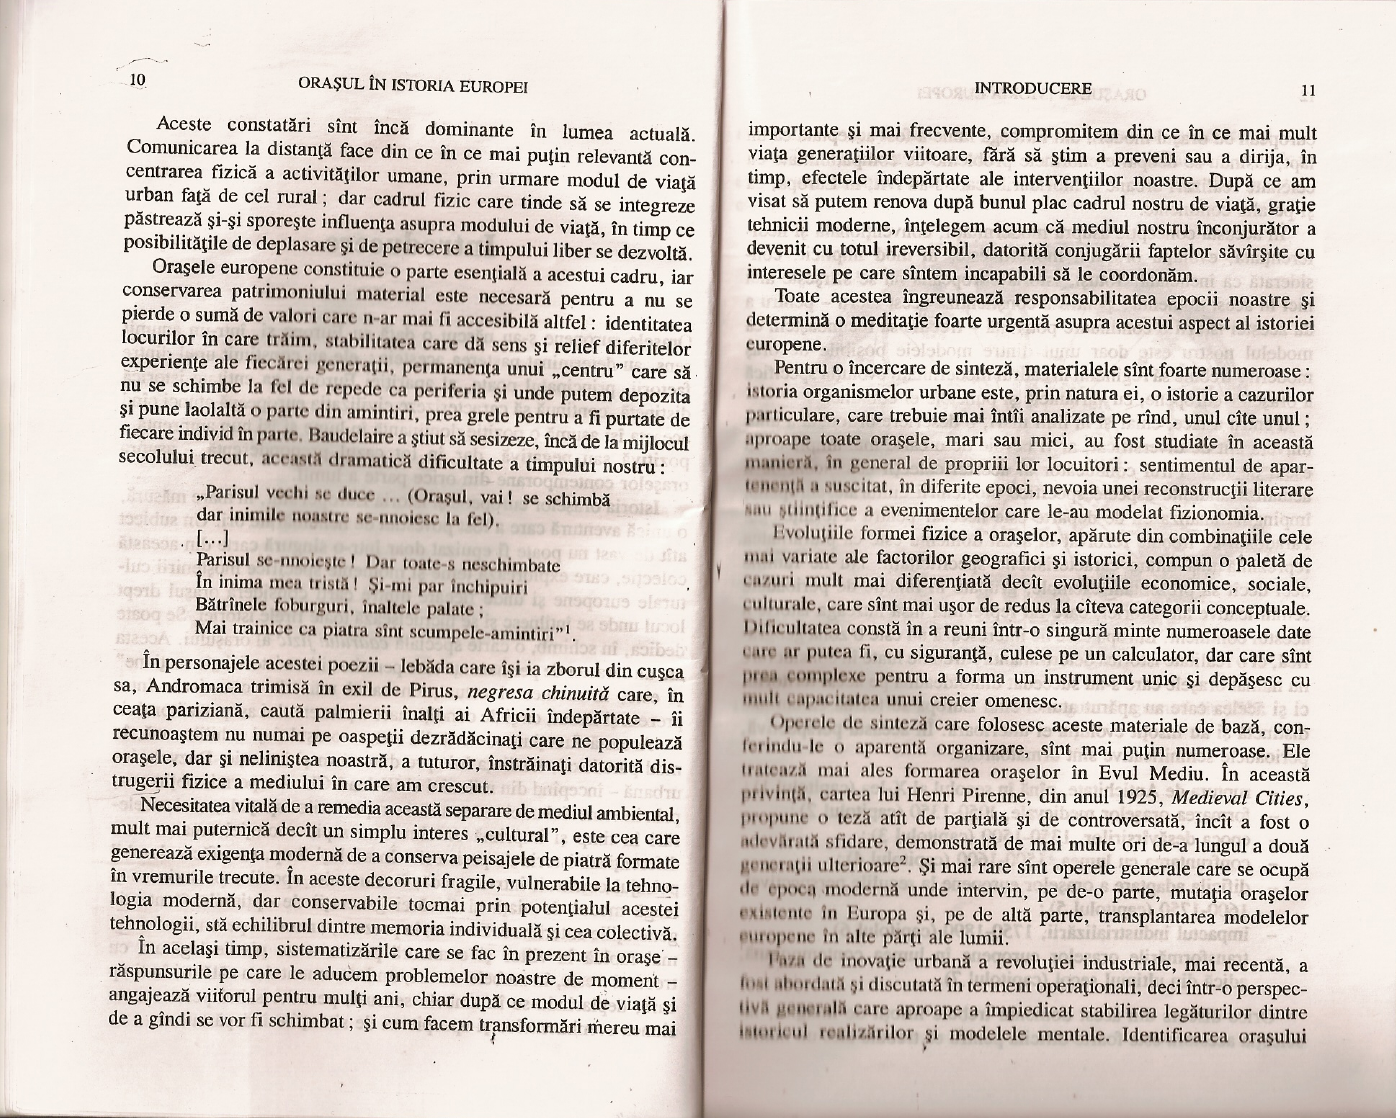 10
ORAŞUL ÎN ISTORIA EUROPEI
Aceste constatări sînt încă dominante în lumea actuală.
Comunicarea la distanţă face din ce în ce mai puţin relevantă con-
centrarea fizică a activităţilor umane, prin urmare modul de viaţă
urban faţă de cel rural ; dar cadrul fizic care tinde să se integreze
păstrează şi-şi sporeşte influenţa asupra modului de viaţă, în timp ce
posibilităţile de deplasare şi de petrecere a timpului liber se dezvoltă.
Oraşele europene constituie o parte esenţială a acestui cadru, iar
conservarea patrimoniului material este necesară pentru a nu se
pierde o sumă de valori care n-ar mai fi accesibilă altfel : identitatea
locurilor în care trăim, stabilitatea care dă sens şi relief diferitelor
experienţe ale fiecărei generaţii, permanenţa unui „centru” care să
nu se schimbe la fel de repede ca periferia şi unde putem depozita
şi pune laolaltă o parte din amintiri, prea grele pentru a fi purtate de
fiecare individ în parte. Baudelaire a ştiut să sesizeze, încă de la mijlocul
secolului trecut, această dramatică dificultate a timpului nostru :
„Parisul vechi se duce ... (Oraşul, vai ! se schimbă
dar inimile noastre se-nnoiesc la fel).
[...]
Parisul se-nnoieşte ! Dar toate-s neschimbate
În inima mea tristă ! Şi-mi par închipuiri
Bătrînele foburguri, înaltele palate ;
Mai trainice ca piatra sînt scumpele-amintiri”¹.
În personajele acestei poezii – lebăda care îşi ia zborul din cuşca
sa, Andromaca trimisă în exil de Pirus, negresa chinuită care, în
ceaţa pariziană, caută palmierii înalţi ai Africii îndepărtate – îi
recunoaştem nu numai pe oaspeţii dezrădăcinaţi care ne populează
oraşele, dar şi neliniştea noastră, a tuturor, înstrăinaţi datorită dis-
trugerii fizice a mediului în care am crescut.
Necesitatea vitală de a remedia această separare de mediul ambiental,
mult mai puternică decît un simplu interes „cultural”, este cea care
generează exigenţa modernă de a conserva peisajele de piatră formate
în vremurile trecute. În aceste decoruri fragile, vulnerabile la tehno-
logia modernă, dar conservabile tocmai prin potenţialul acestei
tehnologii, stă echilibrul dintre memoria individuală şi cea colectivă.
În acelaşi timp, sistematizările care se fac în prezent în oraşe –
răspunsurile pe care le aducem problemelor noastre de moment –
angajează viitorul pentru mulţi ani, chiar după ce modul de viaţă şi
de a gîndi se vor fi schimbat ; şi cum facem transformări mereu mai
INTRODUCERE
11
importante şi mai frecvente, compromitem din ce în ce mai mult
viaţa generaţiilor viitoare, fără să ştim a preveni sau a dirija, în
timp, efectele îndepărtate ale intervenţiilor noastre. După ce am
visat să putem renova după bunul plac cadrul nostru de viaţă, graţie
tehnicii moderne, înţelegem acum că mediul nostru înconjurător a
devenit cu totul ireversibil, datorită conjugării faptelor săvîrşite cu
interesele pe care sîntem incapabili să le coordonăm.
Toate acestea îngreunează responsabilitatea epocii noastre şi
determină o meditaţie foarte urgentă asupra acestui aspect al istoriei
europene.
Pentru o încercare de sinteză, materialele sînt foarte numeroase :
istoria organismelor urbane este, prin natura ei, o istorie a cazurilor
particulare, care trebuie mai întîi analizate pe rînd, unul cîte unul ;
aproape toate oraşele, mari sau mici, au fost studiate în această
manieră, în general de propriii lor locuitori : sentimentul de apar-
tenenţă a suscitat, în diferite epoci, nevoia unei reconstrucţii literare
sau ştiinţifice a evenimentelor care le-au modelat fizionomia.
Evoluţiile formei fizice a oraşelor, apărute din combinaţiile cele
mai variate ale factorilor geografici şi istorici, compun o paletă de
cazuri mult mai diferenţiată decît evoluţiile economice, sociale,
culturale, care sînt mai uşor de redus la cîteva categorii conceptuale.
Dificultatea constă în a reuni într-o singură minte numeroasele date
care ar putea fi, cu siguranţă, culese pe un calculator, dar care sînt
prea complexe pentru a forma un instrument unic şi depăşesc cu
mult capacitatea unui creier omenesc.
Operele de sinteză care folosesc aceste materiale de bază, con-
ferindu-le o aparentă organizare, sînt mai puţin numeroase. Ele
tratează mai ales formarea oraşelor în Evul Mediu. În această
privinţă, cartea lui Henri Pirenne, din anul 1925, Medieval Cities,
propune o teză atît de parţială şi de controversată, încît a fost o
adevărată sfidare, demonstrată de mai multe ori de-a lungul a două
generaţii ulterioare². Şi mai rare sînt operele generale care se ocupă
de epoca modernă unde intervin, pe de-o parte, mutaţia oraşelor
existente în Europa şi, pe de altă parte, transplantarea modelelor
europene în alte părţi ale lumii.
Faza de inovaţie urbană a revoluţiei industriale, mai recentă, a
fost abordată şi discutată în termeni operaţionali, deci într-o perspec-
tivă generală care aproape a împiedicat stabilirea legăturilor dintre
istoricul realizărilor şi modelele mentale. Identificarea oraşului